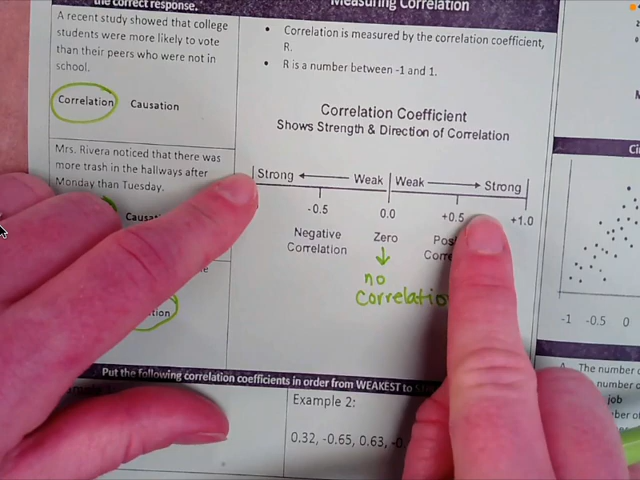 the correct response.
A recent study showed that college
students were more likely to vote
than their peers who were not in
school.
Correlation Causation
Mrs. Rivera noticed that there was
more trash in the hallways after
Monday than Tuesday.
Measuring Correlation
• Correlation is measured by the correlation coefficient,
R.
• R is a number between -1 and 1.
Correlation Coefficient
Shows Strength & Direction of Correlation
Strong Weak Weak Strong
-0.5 0.0 +0.5 +1.0
Negative
Correlation
Zero
no
Put the following correlation coefficients in order from WEAKEST to
Example 2:
0.32, -0.65, 0.63,
-1 -0.5 0
The number
job